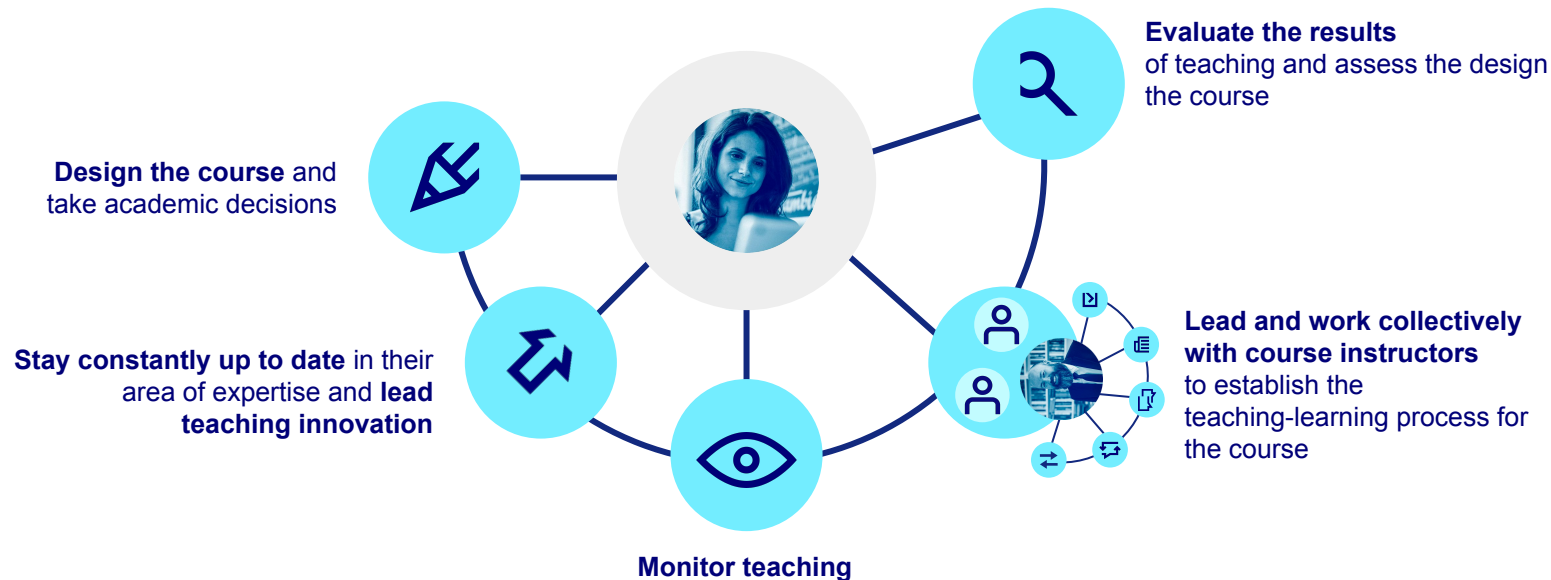 Evaluate the results
of teaching and assess the design
the course
Design the course and
take academic decisions
Stay constantly up to date in their
area of expertise and lead
teaching innovation
Lead and work collectively
with course instructors
to establish the
teaching-learning process for
the course
Monitor teaching